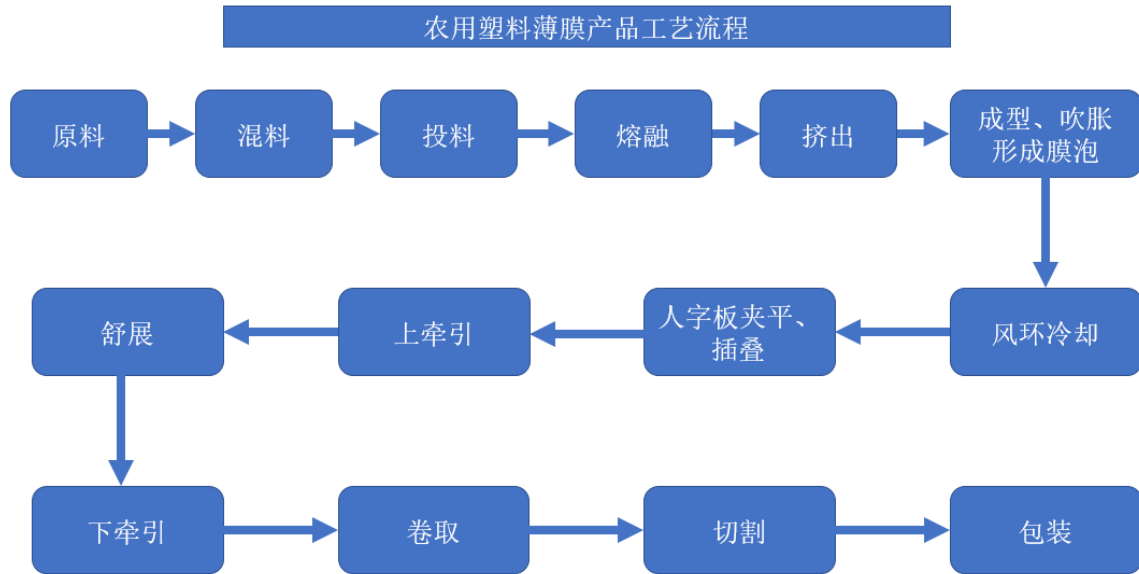 农用塑料薄膜产品工艺流程
原料
混料
投料
熔融
挤出
成型、吹胀
形成膜泡
风环冷却
人字板夹平、
插叠
上牵引
舒展
下牵引
卷取
切割
包装